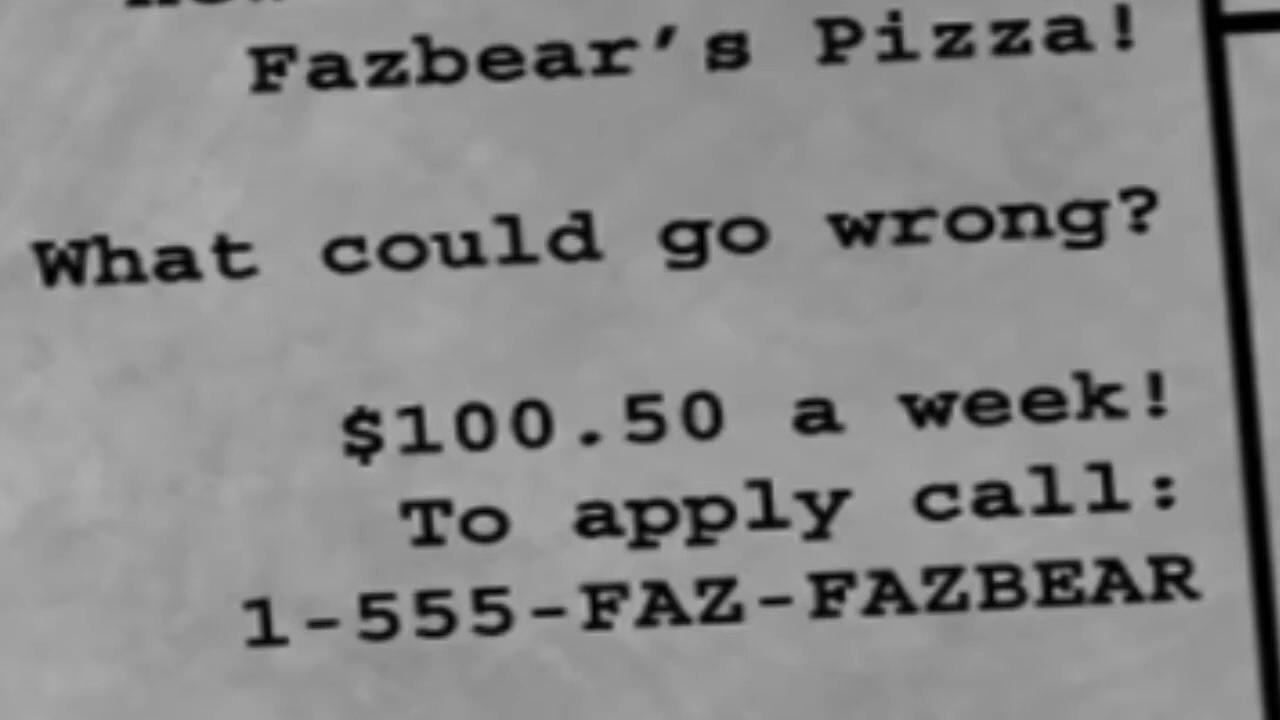 Fazbear's Pizza!
What could go wrong?
$100.50 a week!
To apply call:
1-555-FAZ-FAZBEAR